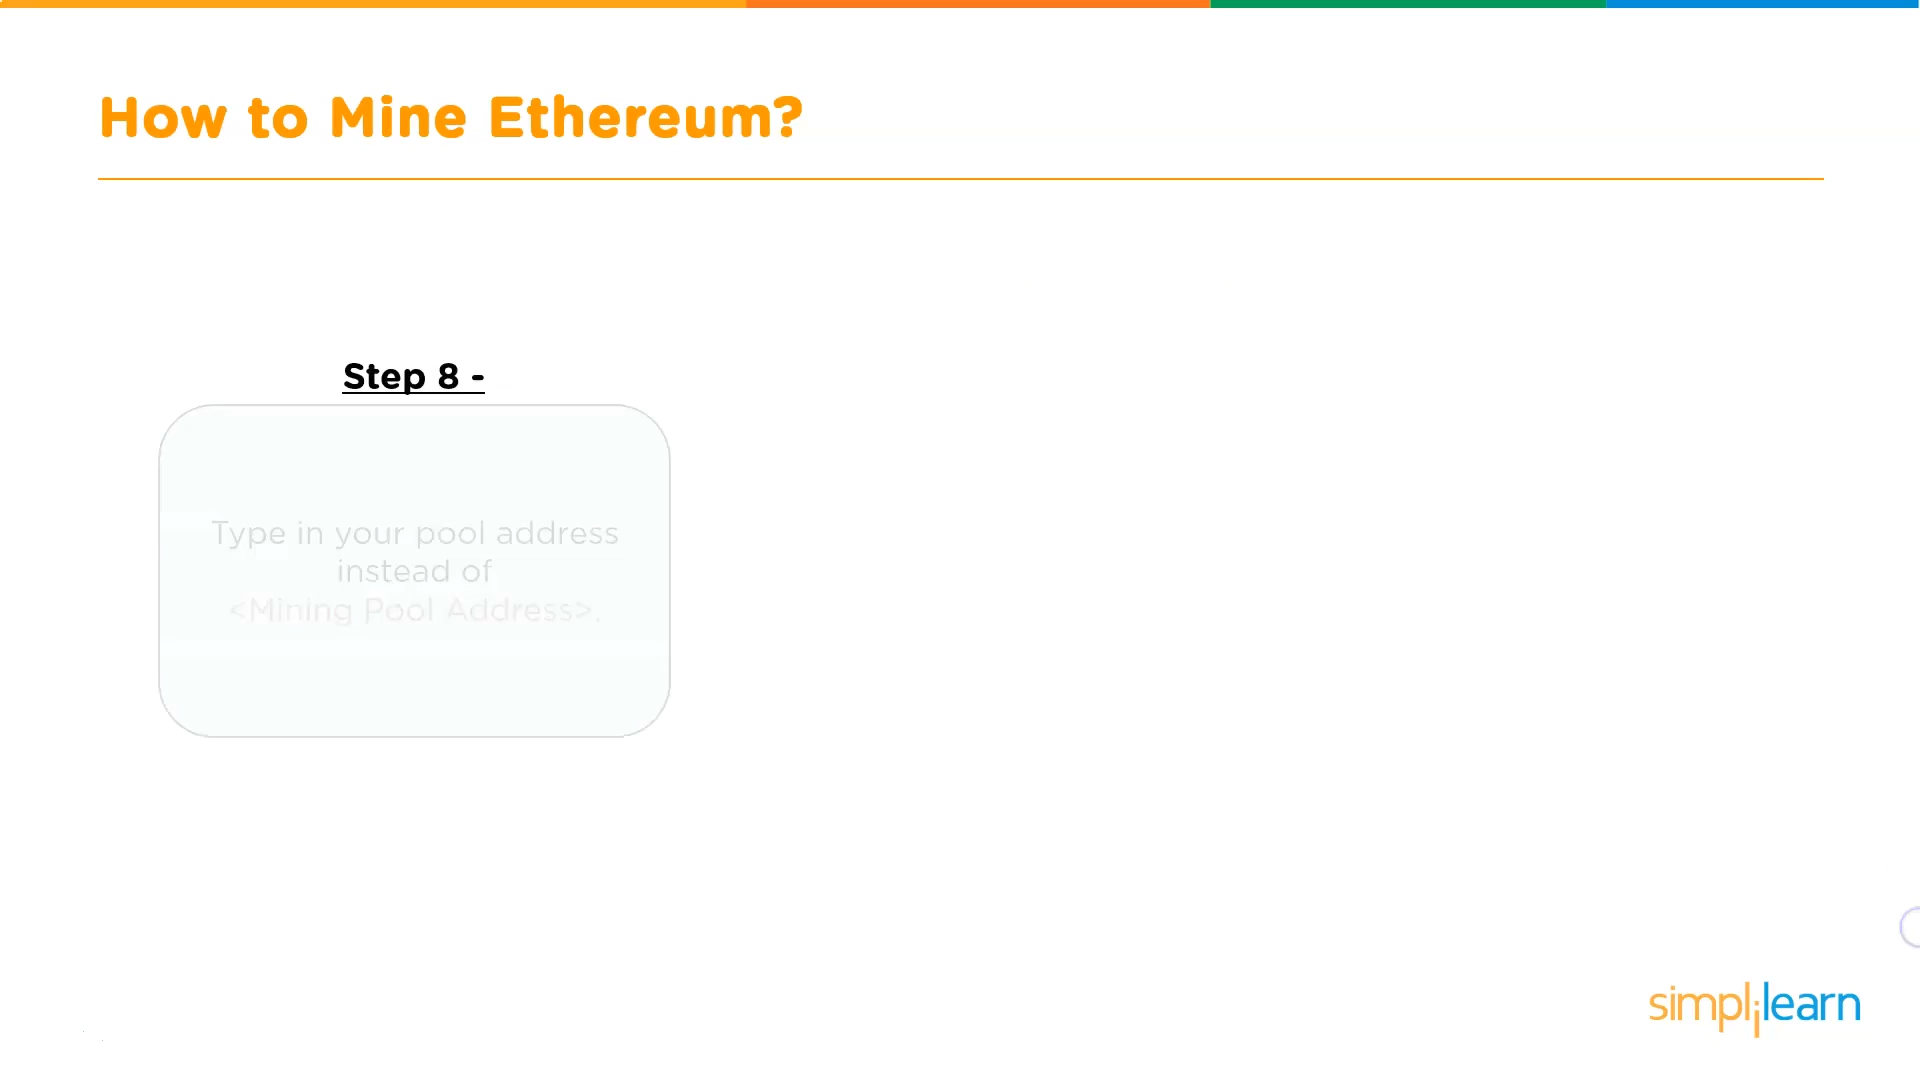 How to Mine Ethereum?
Step 8 -
Type in your pool address
instead of
<Mining Pool Address>.
simplilearn